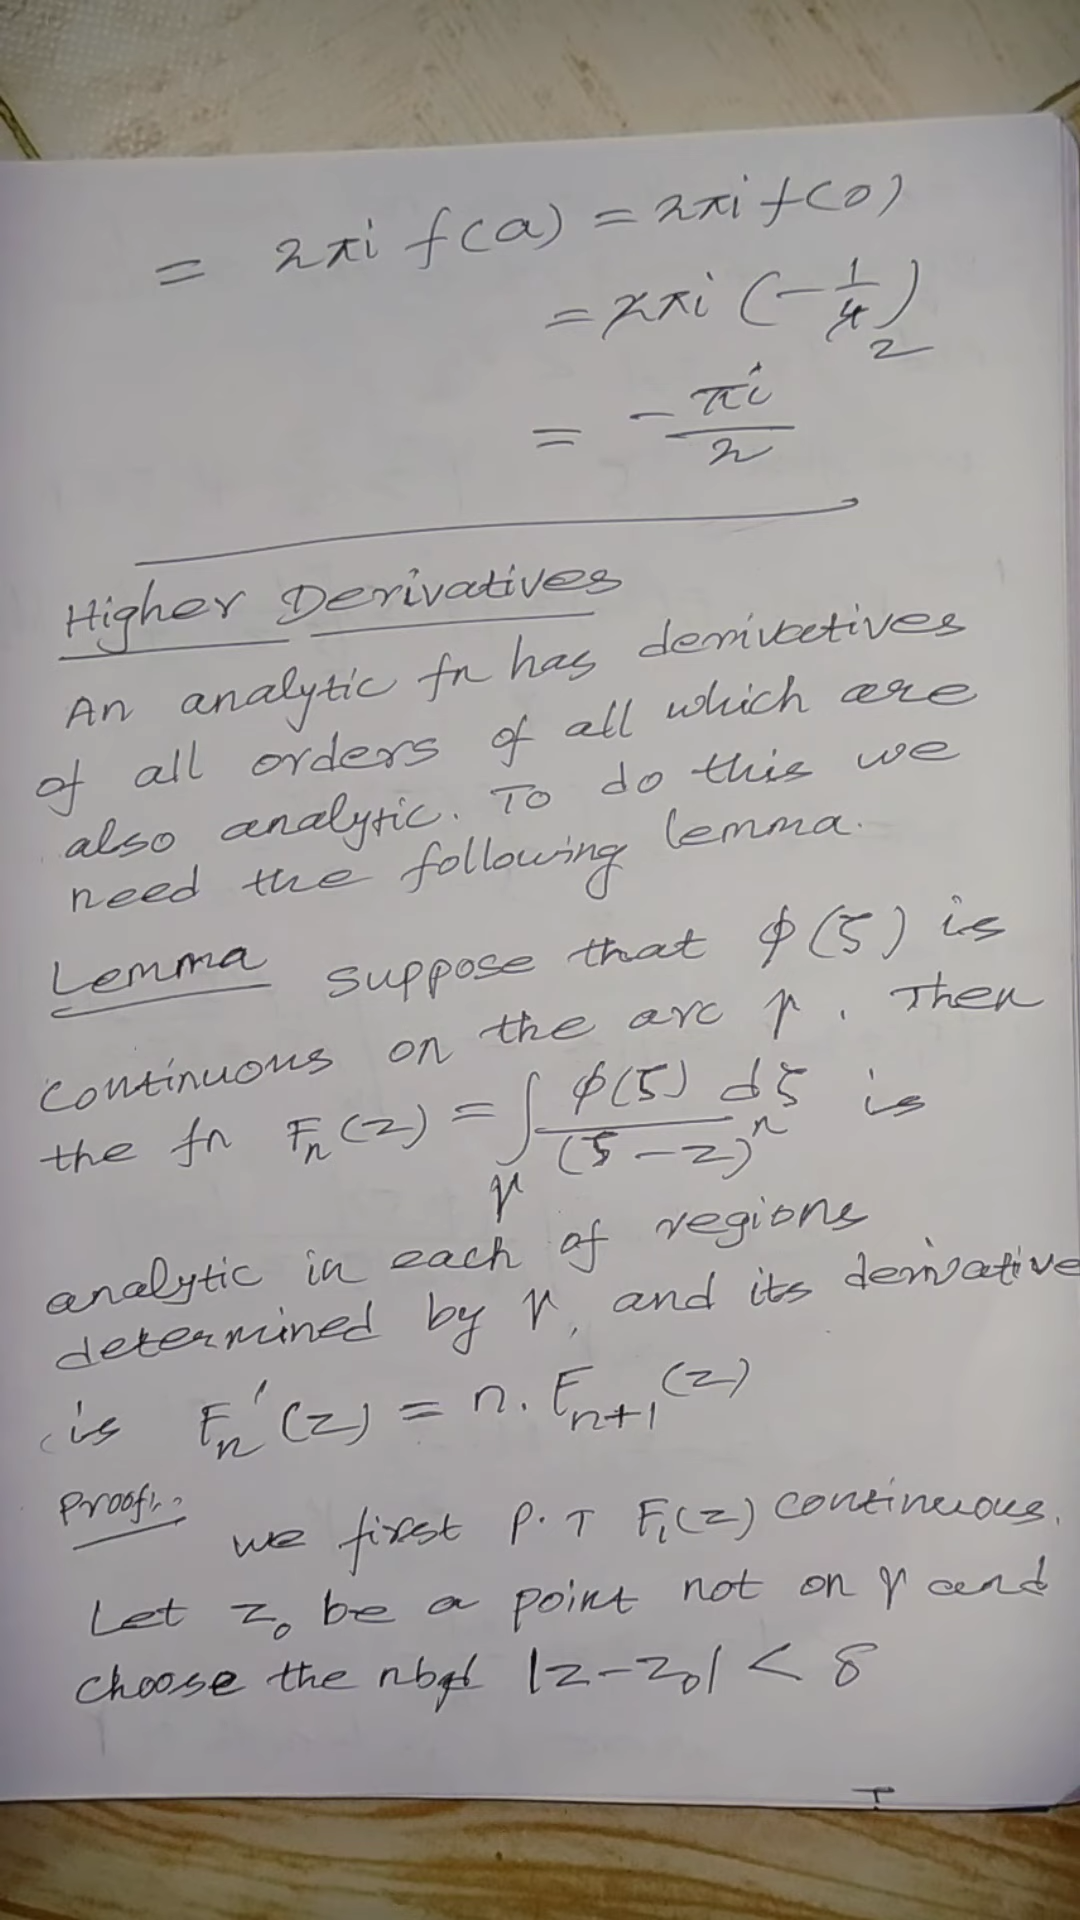 = 2πi f(a) = 2πi f(0)
= 2πi (-1/4)
2
= -πi/2
Higher Derivatives
An analytic fn has derivatives
of all orders of all which are
also analytic. To do this we
need the following lemma.
Lemma suppose that φ(ζ) is
continuous on the arc γ. Then
the fn Fₙ(z) = ∫ φ(ζ) dζ / (ζ-z)ⁿ is
γ
analytic in each of regions
determined by γ, and its derivative
is Fₙ'(z) = n. Fₙ₊₁(z)
Proof:-
we first P.T F₁(z) continuous.
Let z₀ be a point not on γ and
choose the nbd |z-z₀| < δ